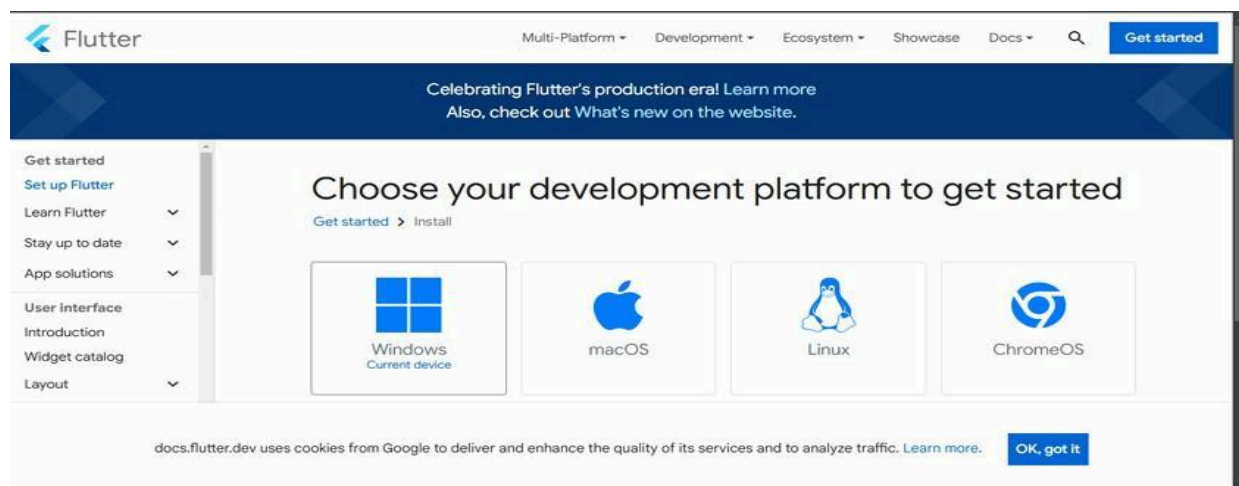 Flutter
Multi-Platform
Development
Ecosystem
Showcase
Docs
Get started
Celebrating Flutter's production era! Learn more
Also, check out What's new on the website.
Get started
Set up Flutter
Learn Flutter
Stay up to date
App solutions
User interface
Introduction
Widget catalog
Layout
Choose your development platform to get started
Get started > Install
Windows
Current device
macOS
Linux
ChromeOS
docs.flutter.dev uses cookies from Google to deliver and enhance the quality of its services and to analyze traffic. Learn more.
OK, got it